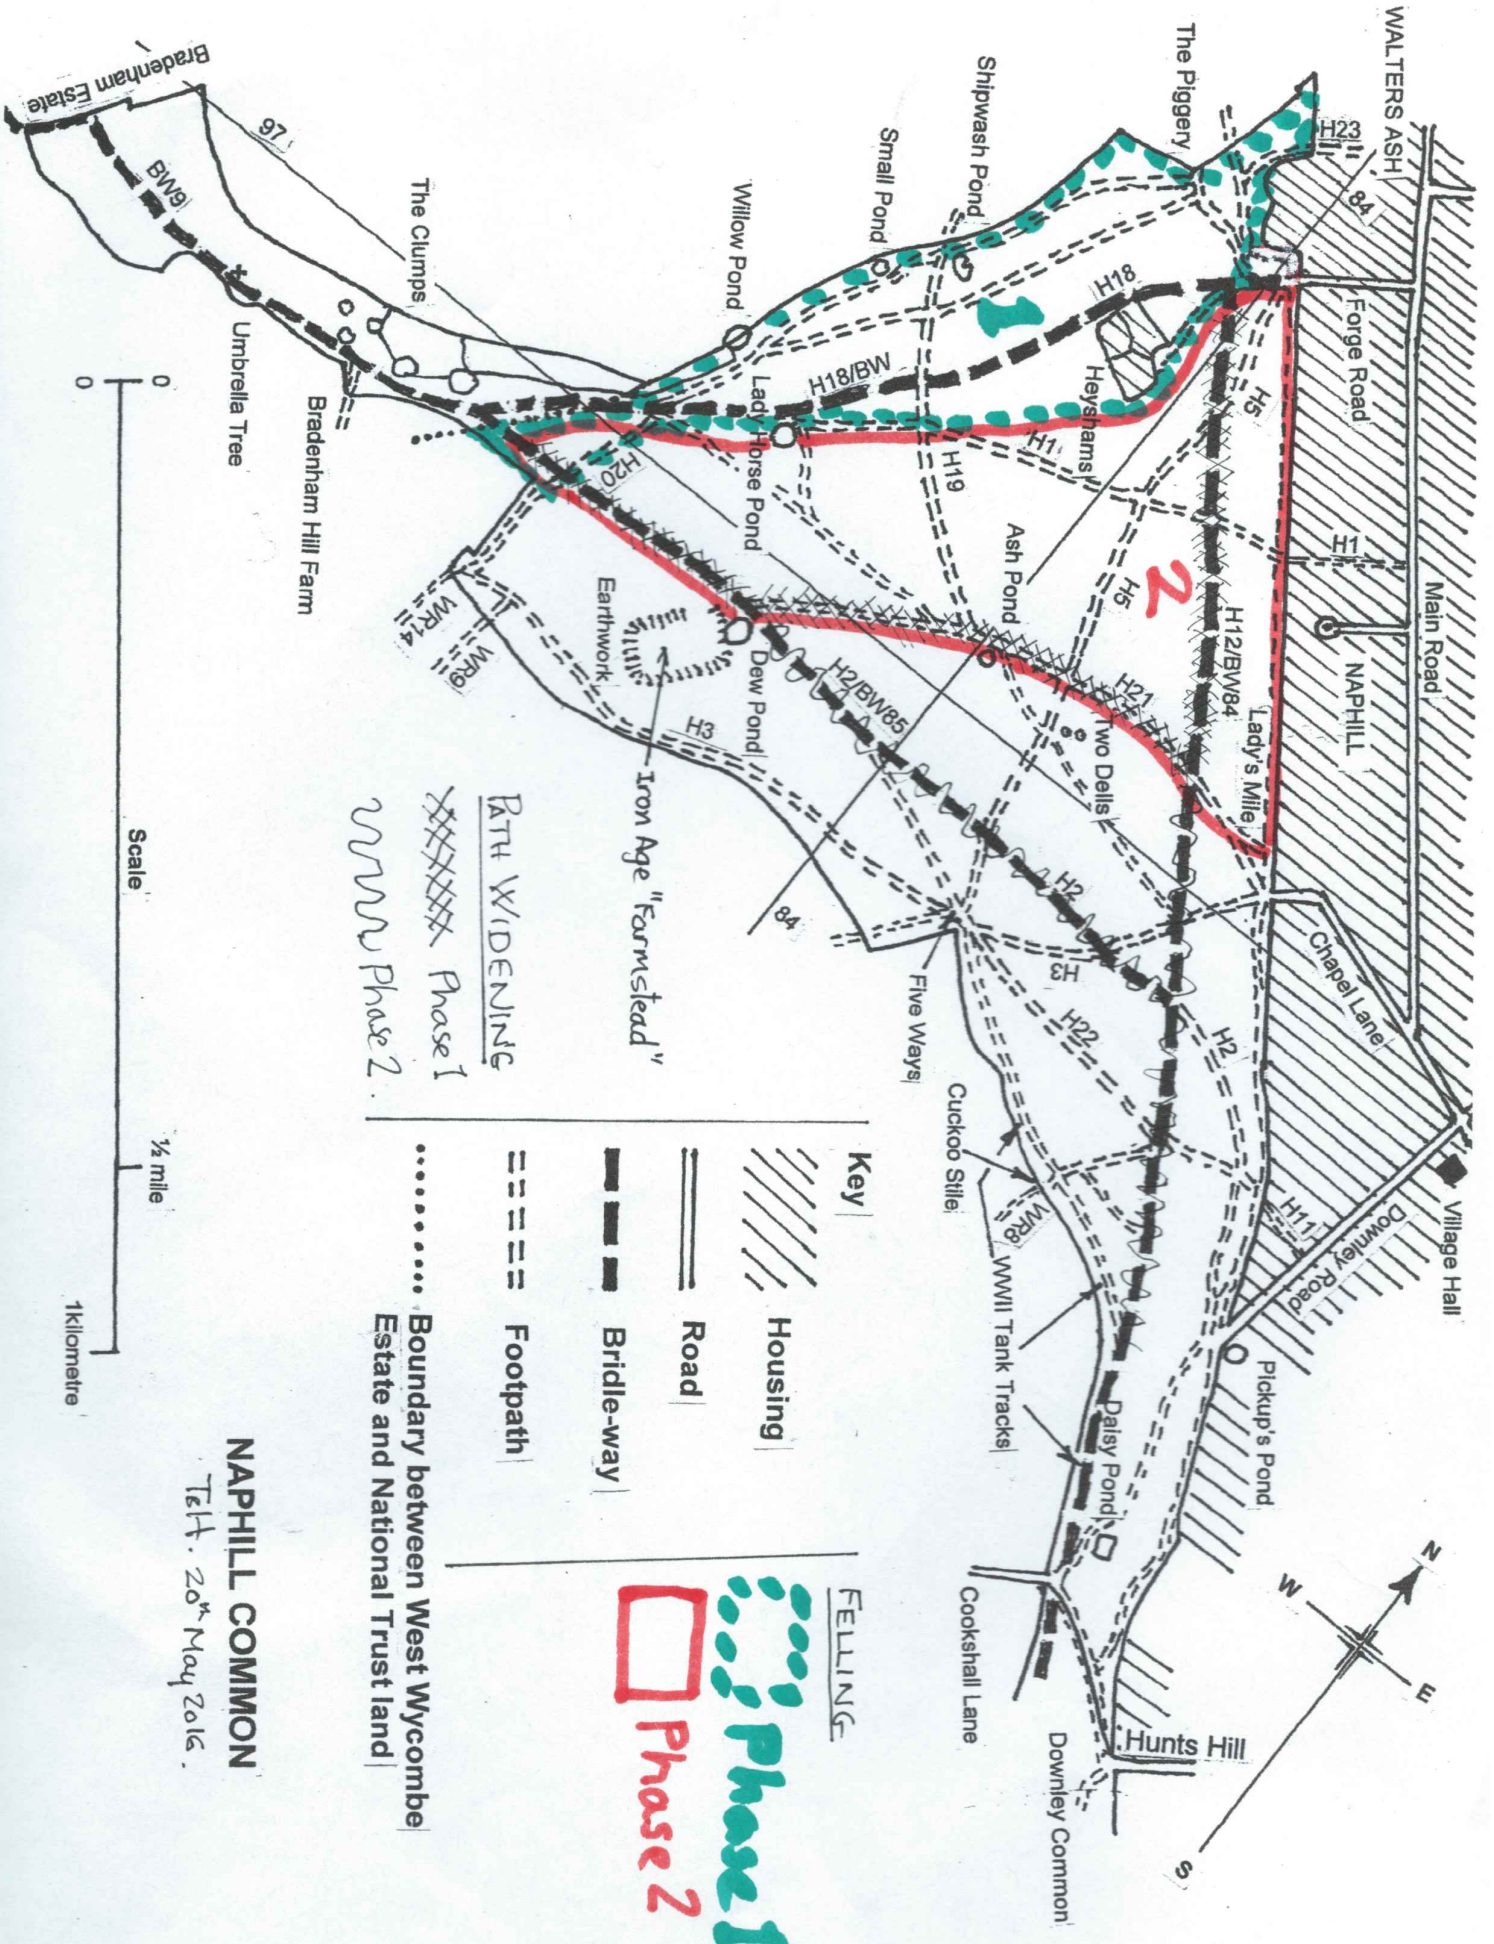 WALTERS ASH
The Piggery
Shipwash Pond
Small Pond
Willow Pond
The Clumps
Bradenham Estate
97
BW9
Umbrella Tree
Bradenham Hill Farm
H23
84
H18
1
H18/BW
Heyshams
Lady Horse Pond
H20
H19
H1
H5
Forge Road
H1
Main Road
NAPHILL
2
H5
H12/BW84
Lady's Mile
Ash Pond
H21
Two Dells
Dew Pond
H2/BW85
Earthwork
WR14
WR9
H3
Iron Age "Farmstead"
84
H2
H3
Five Ways
H22
H2
Chapel Lane
Cuckoo Stile
WR8
WWII Tank Tracks
H11
Downley Road
Village Hall
Pickup's Pond
Daisy Pond
Cookshall Lane
Hunts Hill
Downley Common
N
W
E
S
PATH WIDENING
XXXXXX Phase 1
Phase 2.
Key
Housing
Road
Bridle-way
Footpath
Boundary between West Wycombe
Estate and National Trust land
FELLING
Phase 1
Phase 2
0
0
Scale
½ mile
1kilometre
NAPHILL COMMON
20th May 2016.